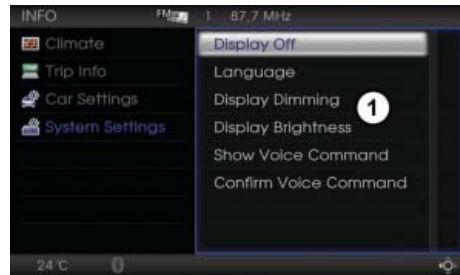 INFO FM 1 87,7 MHz
Climate
Trip Info
Car Settings
System Settings
Display Off
Language
Display Dimming
1
Display Brightness
Show Voice Command
Confirm Voice Command
24°C